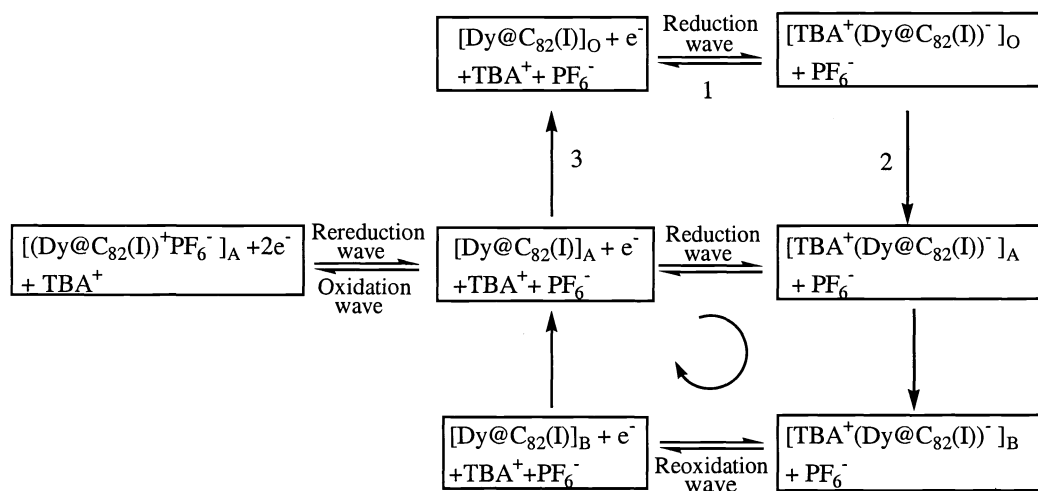 [Dy@C₈₂(I)]O + e⁻
+TBA⁺+ PF₆⁻
Reduction
wave
1
[TBA⁺(Dy@C₈₂(I))⁻ ]O
+ PF₆⁻
3
2
[(Dy@C₈₂(I))⁺PF₆⁻ ]A +2e⁻
+ TBA⁺
Rereduction
wave
Oxidation
wave
[Dy@C₈₂(I)]A + e⁻
+TBA⁺+ PF₆⁻
Reduction
wave
[TBA⁺(Dy@C₈₂(I))⁻ ]A
+ PF₆⁻
[Dy@C₈₂(I)]B + e⁻
+TBA⁺+PF₆⁻
Reoxidation
wave
[TBA⁺(Dy@C₈₂(I))⁻ ]B
+ PF₆⁻